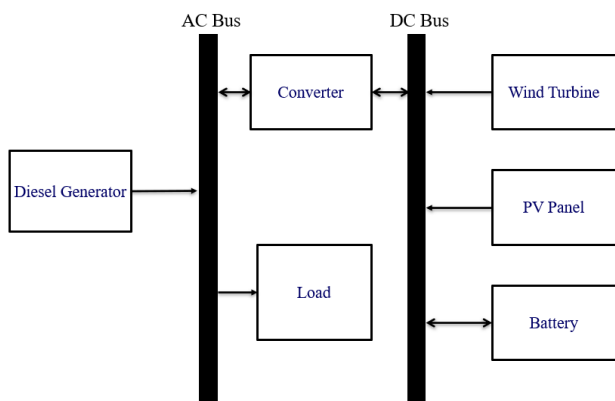 AC Bus
DC Bus
Converter
Wind Turbine
Diesel Generator
PV Panel
Load
Battery